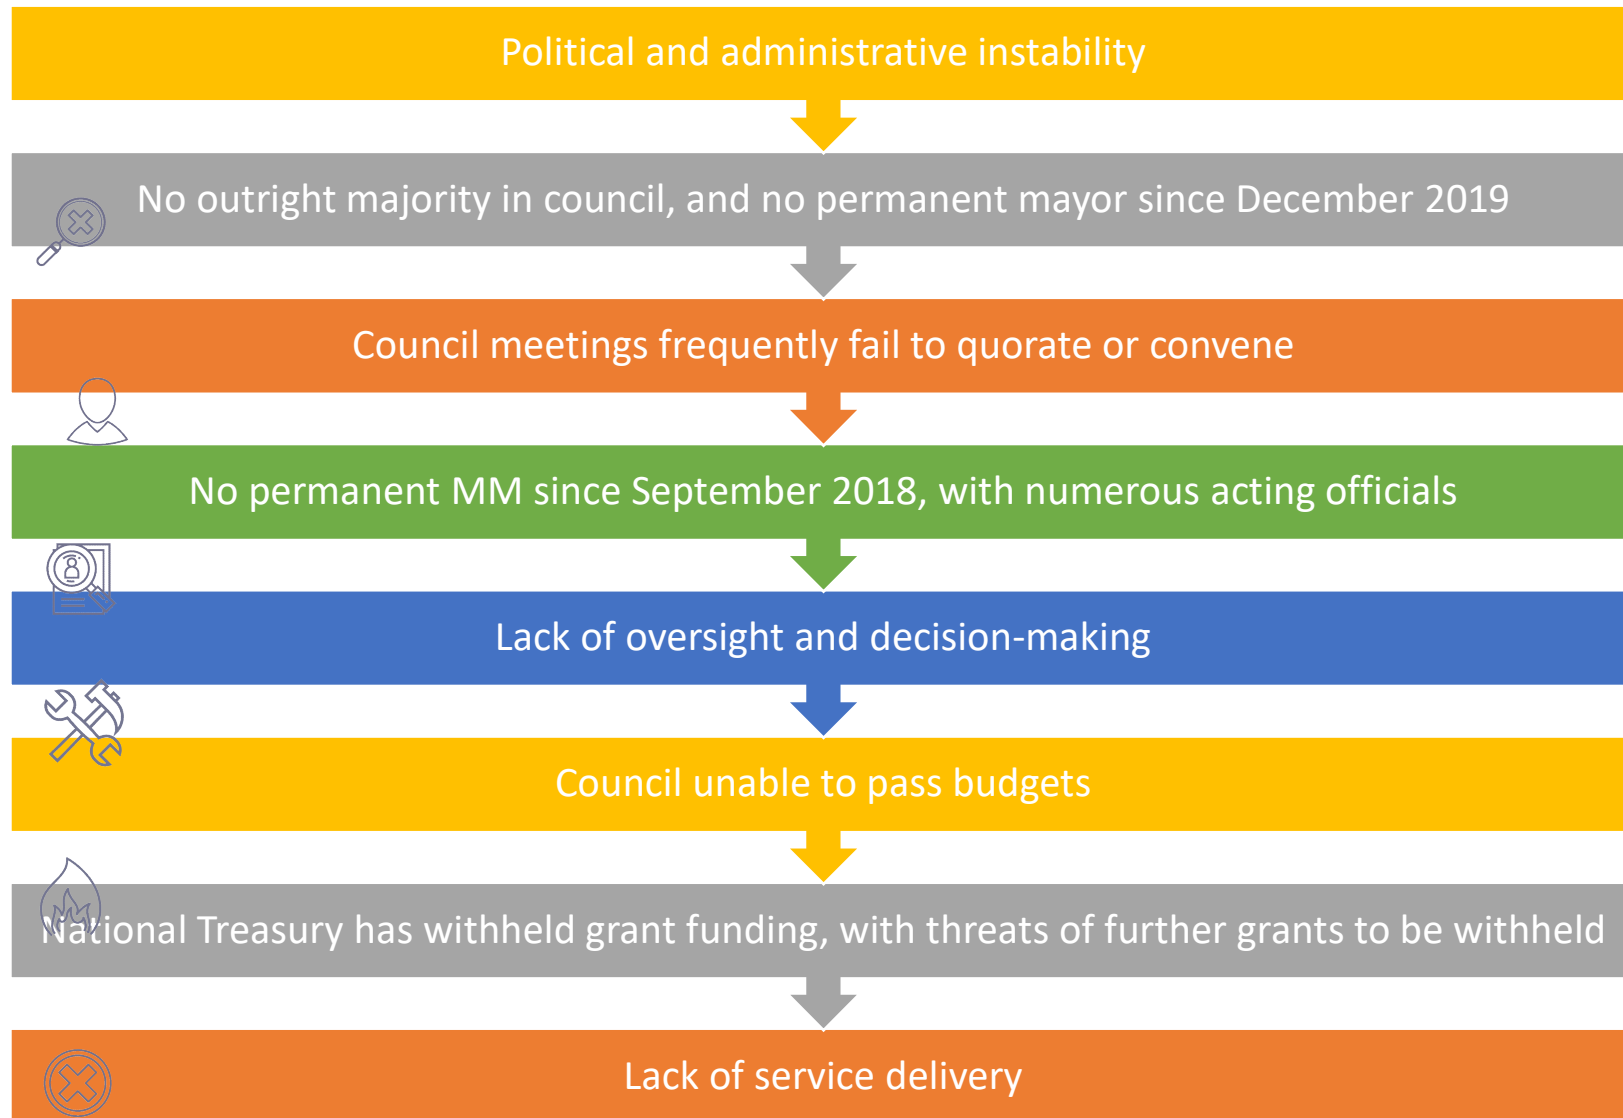 Political and administrative instability
No outright majority in council, and no permanent mayor since December 2019
Council meetings frequently fail to quorate or convene
No permanent MM since September 2018, with numerous acting officials
Lack of oversight and decision-making
Council unable to pass budgets
National Treasury has withheld grant funding, with threats of further grants to be withheld
Lack of service delivery